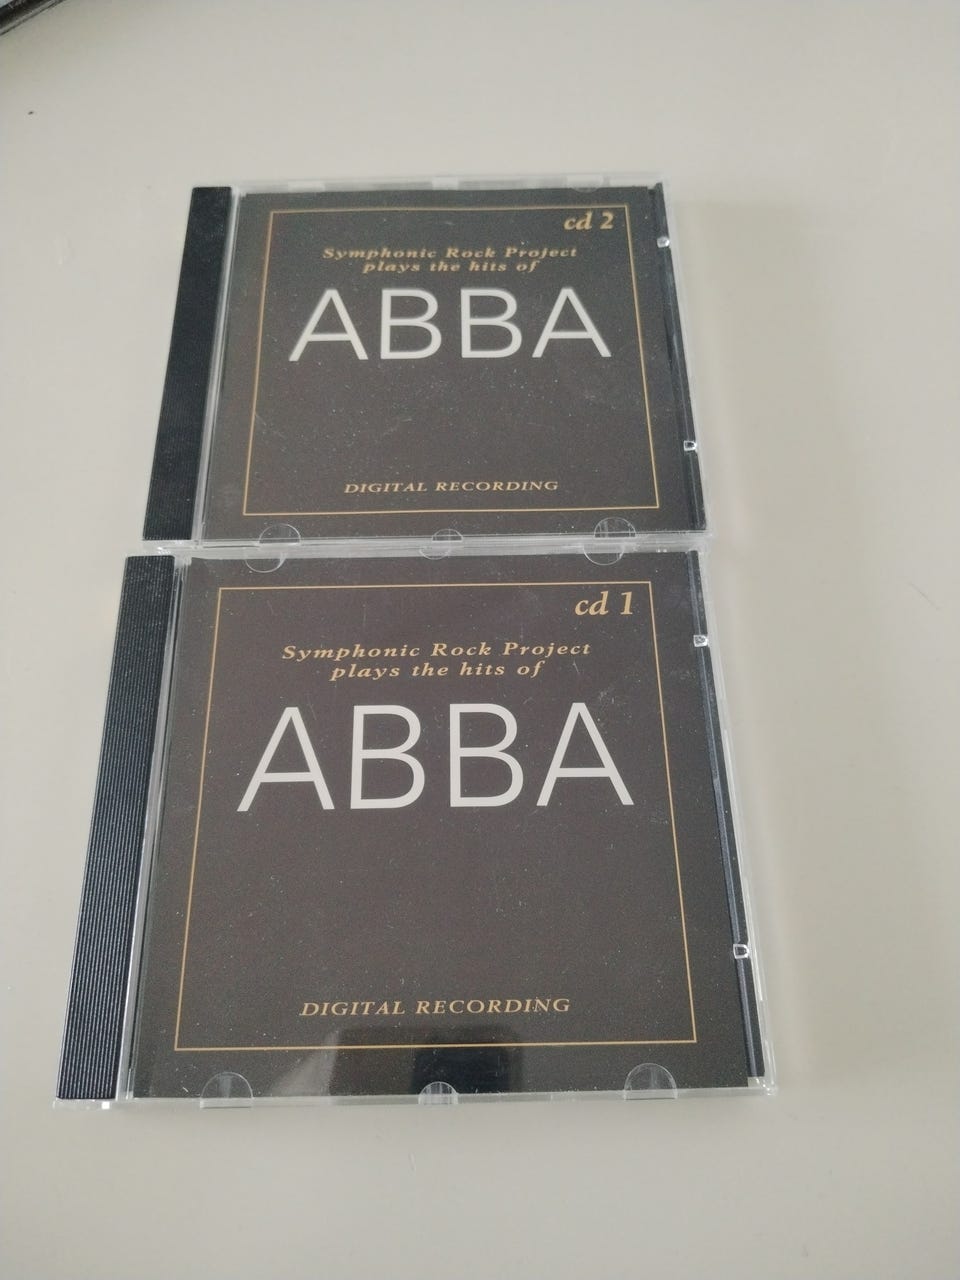 cd 2
Symphonic Rock Project
plays the hits of
ABBA
DIGITAL RECORDING
cd 1
Symphonic Rock Project
plays the hits of
ABBA
DIGITAL RECORDING